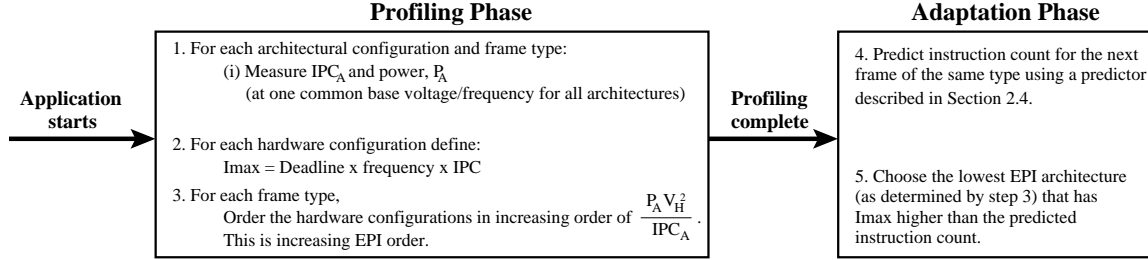 Profiling Phase
Application
starts
1. For each architectural configuration and frame type:
(i) Measure IPC_A and power, P_A
(at one common base voltage/frequency for all architectures)
2. For each hardware configuration define:
Imax = Deadline x frequency x IPC
3. For each frame type,
Order the hardware configurations in increasing order of P_A V_H^2 / IPC_A .
This is increasing EPI order.
Profiling
complete
Adaptation Phase
4. Predict instruction count for the next
frame of the same type using a predictor
described in Section 2.4.
5. Choose the lowest EPI architecture
(as determined by step 3) that has
Imax higher than the predicted
instruction count.